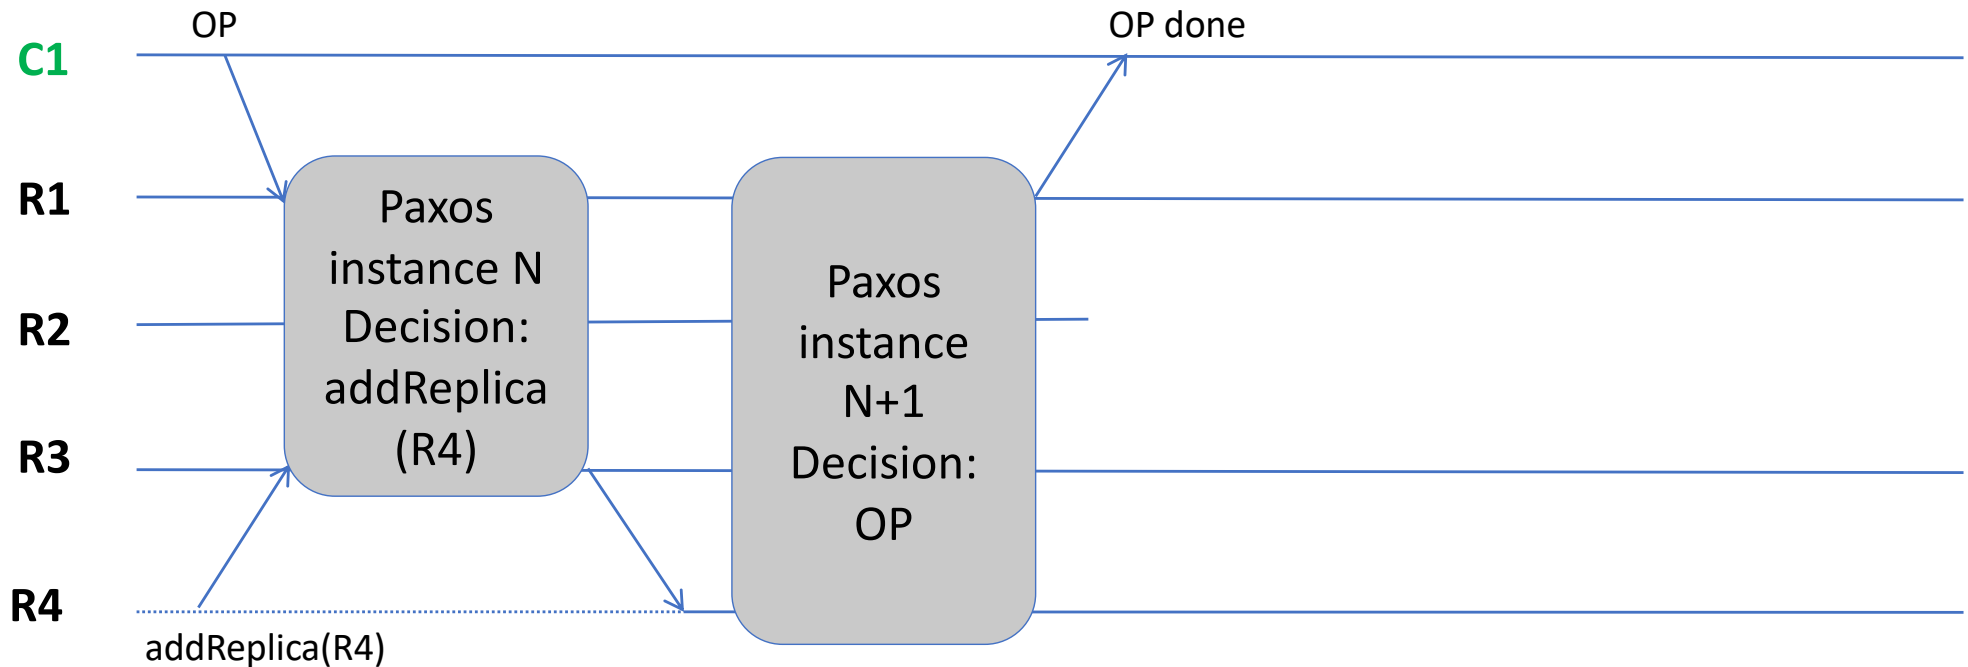 OP
OP done
C1
R1
R2
R3
R4
Paxos
instance N
Decision:
addReplica
(R4)
Paxos
instance
N+1
Decision:
OP
addReplica(R4)